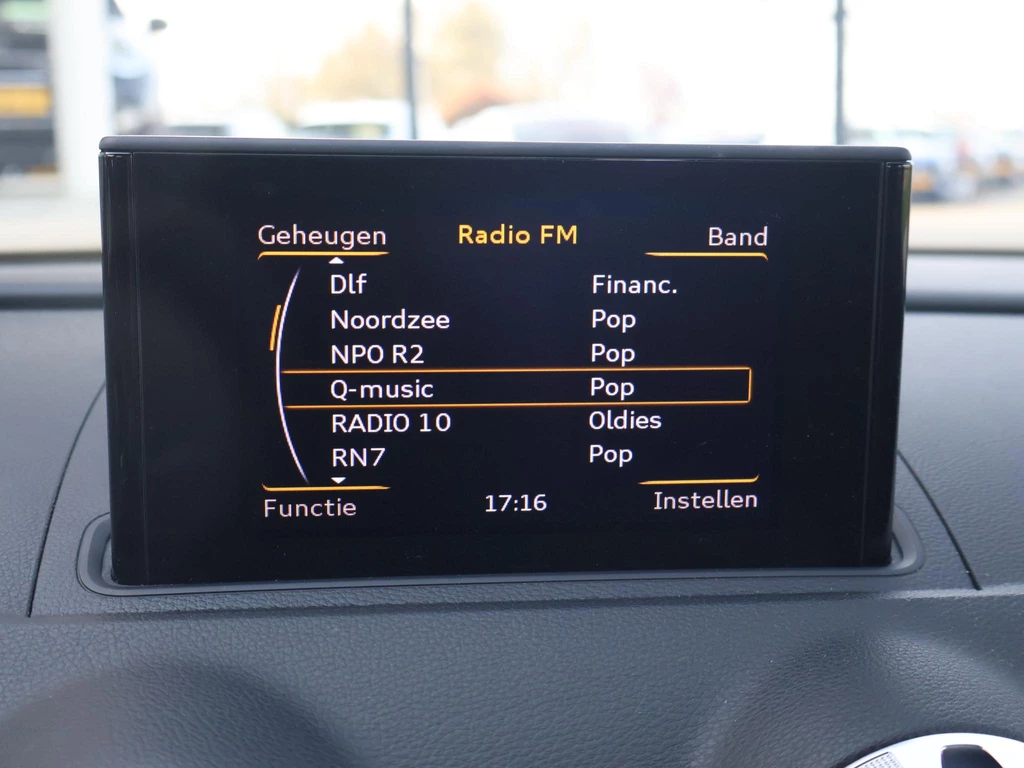 Geheugen Radio FM Band
Dlf Financ.
Noordzee Pop
NPO R2 Pop
Q-music Pop
RADIO 10 Oldies
RN7 Pop
Functie 17:16 Instellen